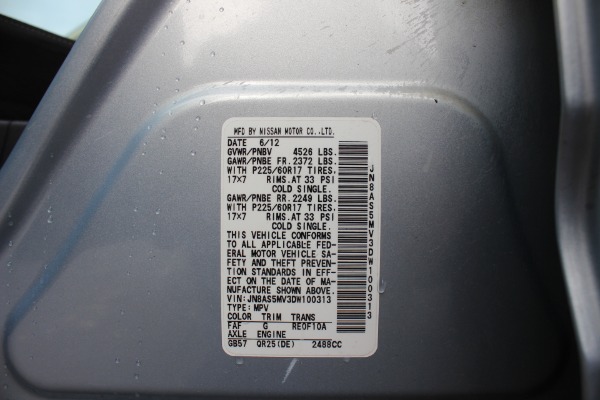 MFD BY NISSAN MOTOR CO.,LTD.
DATE 6/12
GVWR/PNBV 4526 LBS.
GAWR/PNBE FR.2372 LBS.
WITH P225/60R17 TIRES,
17×7 RIMS.AT 33 PSI
COLD SINGLE.
GAWR/PNBE RR.2249 LBS.
WITH P225/60R17 TIRES,
17×7 RIMS.AT 33 PSI
COLD SINGLE.
THIS VEHICLE CONFORMS
TO ALL APPLICABLE FED-
ERAL MOTOR VEHICLE SA-
FETY AND THEFT PREVEN-
TION STANDARDS IN EFF-
ECT ON THE DATE OF MA-
NUFACTURE SHOWN ABOVE.
VIN:JN8AS5MV3DW100313
TYPE:MPV
COLOR TRIM TRANS
FAF G RE0F10A
AXLE ENGINE
GB57 QR25(DE) 2488CC
JN8AS5MV3DW100313